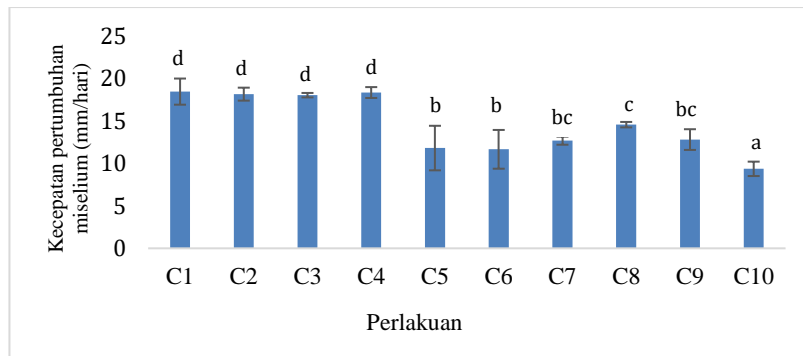 Kecepatan pertumbuhan
miselium (mm/hari)
25
20
15
10
5
0
d d d d b b bc c bc a
C1 C2 C3 C4 C5 C6 C7 C8 C9 C10
Perlakuan